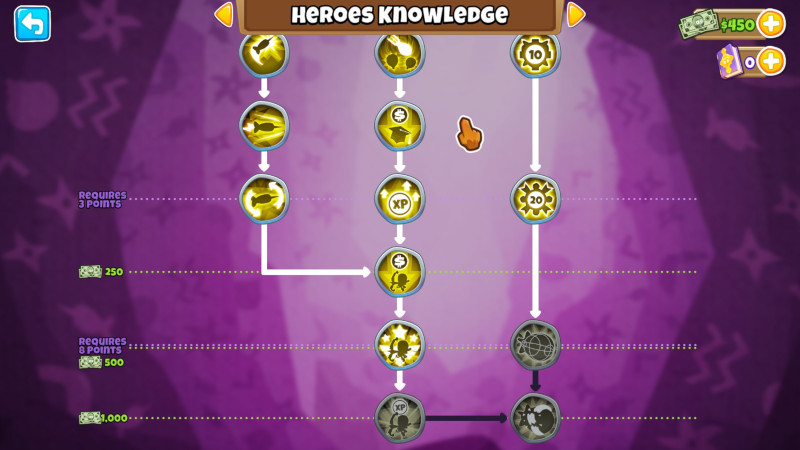 Heroes Knowledge
$450
0
10
$
XP
20
Requires
3 Points
$
250
Requires
8 Points
500
XP
1,000